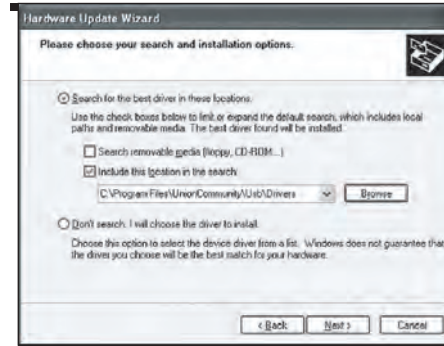 Hardware Update Wizard
Please choose your search and installation options.
Search for the best driver in these locations.
Use the check boxes below to limit or expand the default search, which includes local
paths and removable media. The best driver found will be installed.
Search removable media (floppy, CD-ROM...)
Include this location in the search:
C:\Program Files\UnionCommunity\Usb\Drivers
Browse
Don't search. I will choose the driver to install.
Choose this option to select the device driver from a list. Windows does not guarantee that
the driver you choose will be the best match for your hardware.
< Back
Next >
Cancel